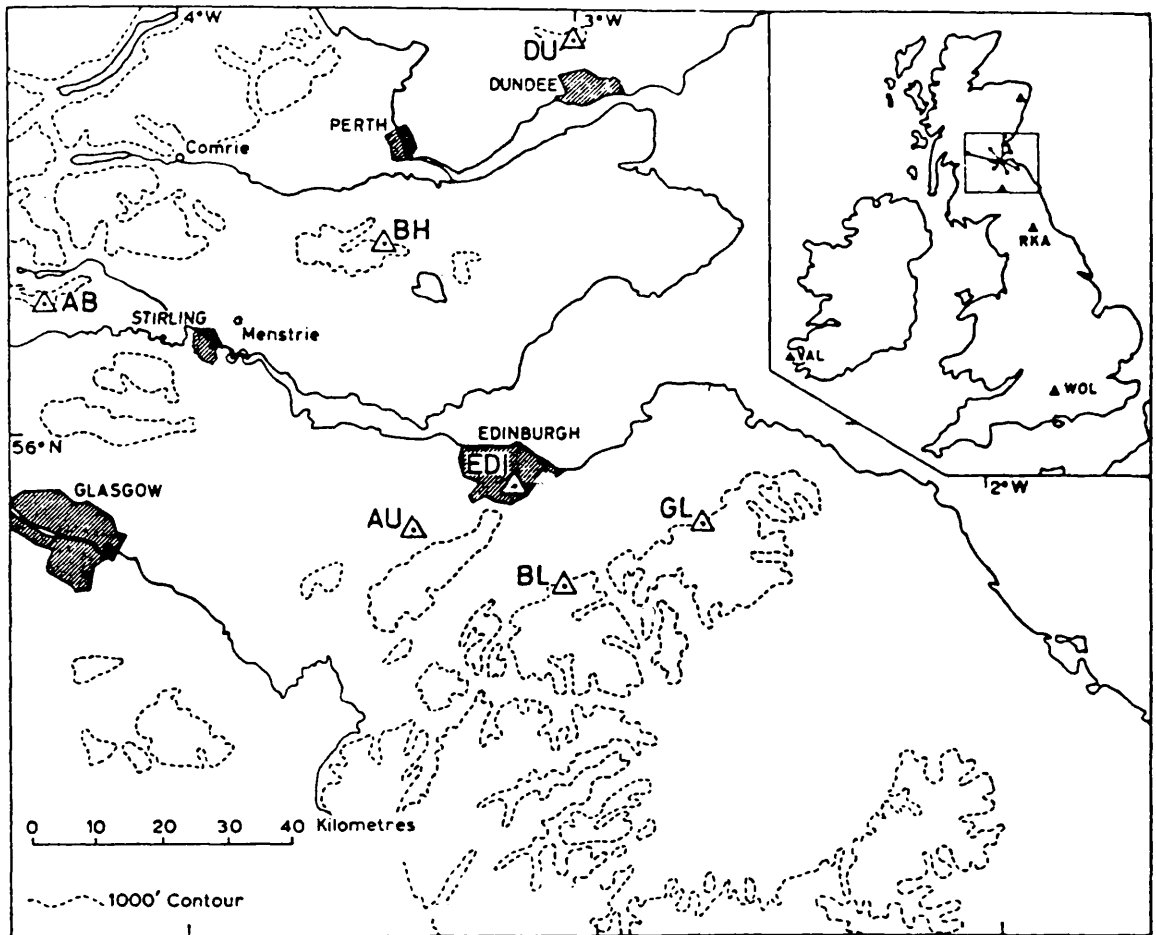 4°W
3°W
DU
DUNDEE
PERTH
Comrie
BH
AB
STIRLING
Menstrie
RKA
VAL
WOL
56°N
EDINBURGH
EDI
2°W
GLASGOW
AU
GL
BL
0 10 20 30 40 Kilometres
1000' Contour